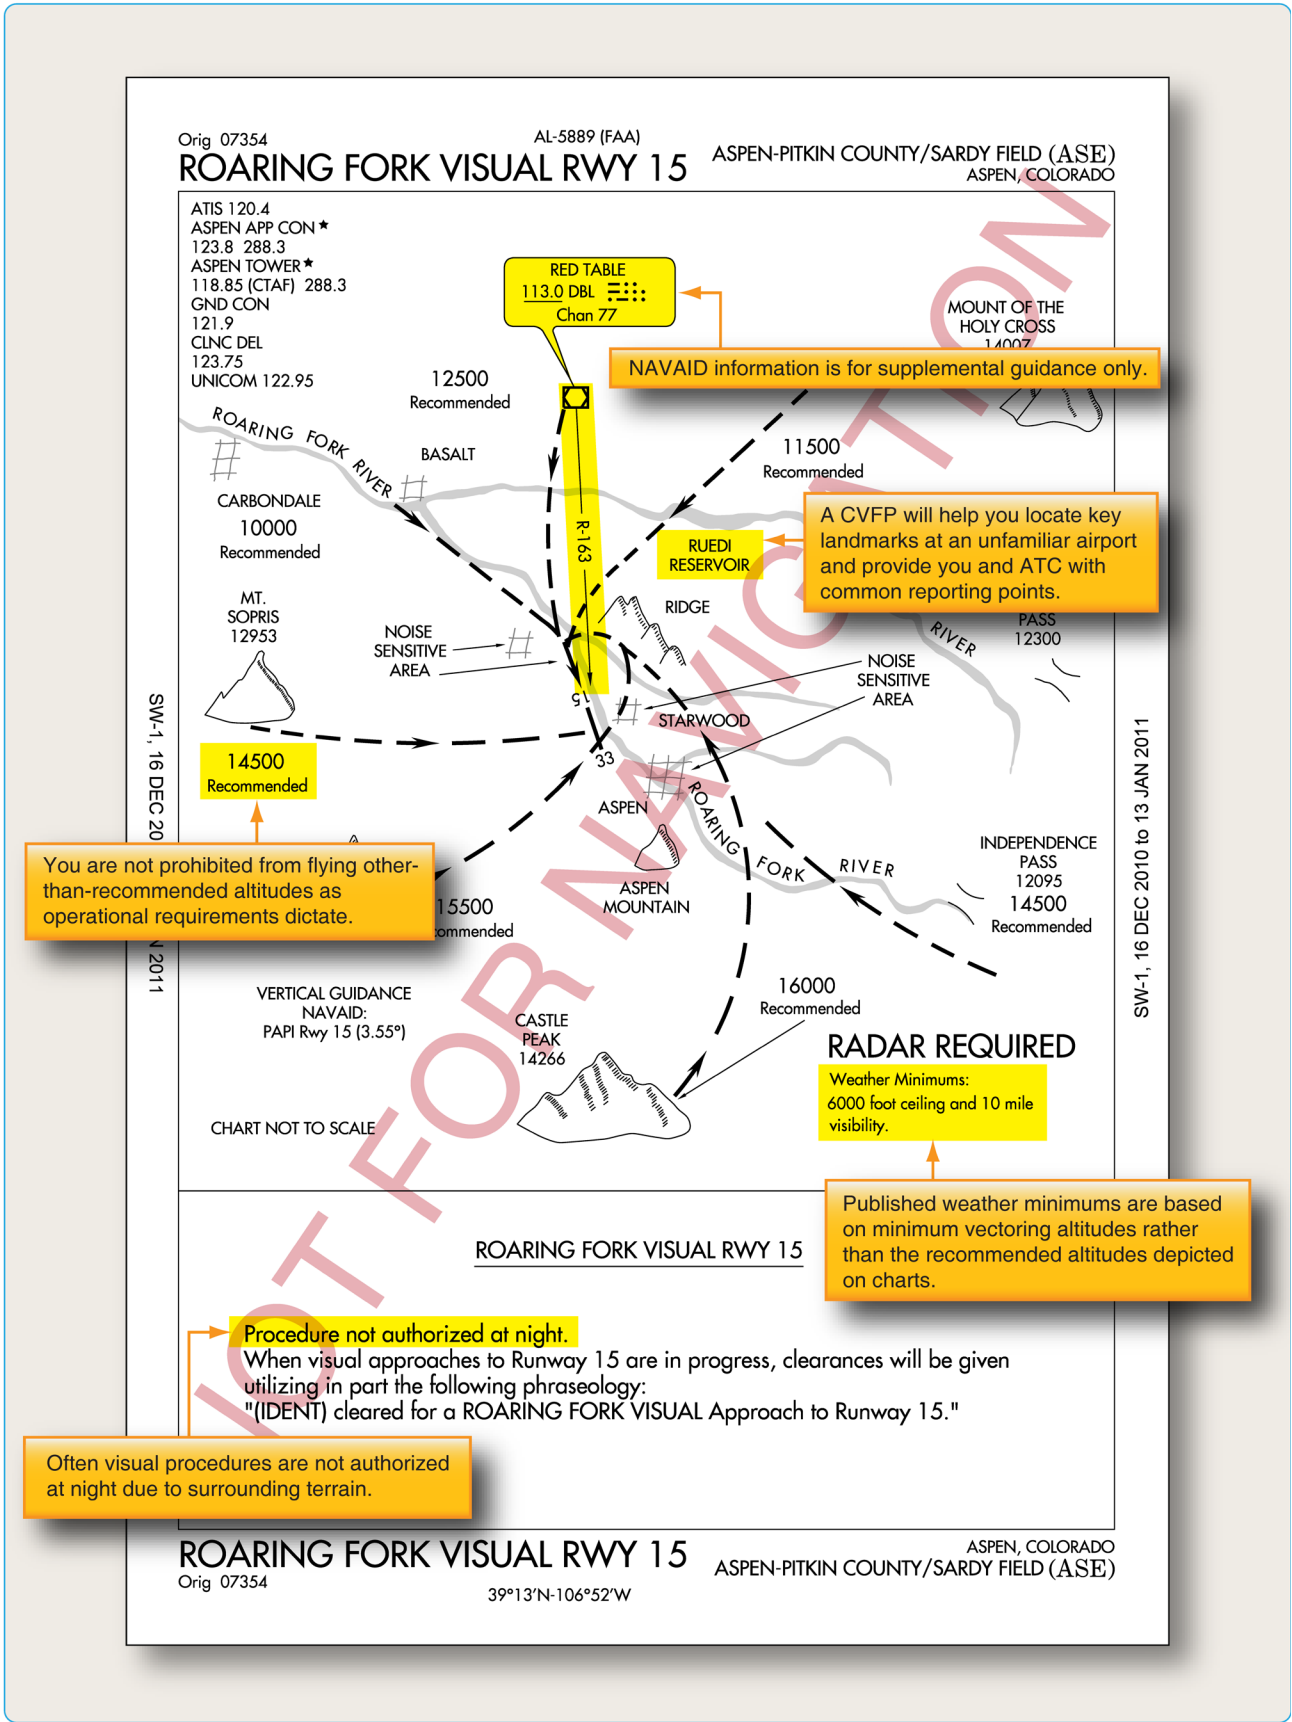 Orig 07354
AL-5889 (FAA)
ROARING FORK VISUAL RWY 15
ASPEN-PITKIN COUNTY/SARDY FIELD (ASE)
ASPEN, COLORADO
ATIS 120.4
ASPEN APP CON★
123.8 288.3
ASPEN TOWER★
118.85 (CTAF) 288.3
GND CON
121.9
CLNC DEL
123.75
UNICOM 122.95
RED TABLE
113.0 DBL
Chan 77
MOUNT OF THE
HOLY CROSS
14007
NAVAID information is for supplemental guidance only.
12500
Recommended
11500
Recommended
ROARING FORK RIVER
BASALT
CARBONDALE
10000
Recommended
R-163
RUEDI
RESERVOIR
A CVFP will help you locate key
landmarks at an unfamiliar airport
and provide you and ATC with
common reporting points.
MT.
SOPRIS
12953
RIDGE
PASS
12300
RIVER
NOISE
SENSITIVE
AREA
NOISE
SENSITIVE
AREA
15
STARWOOD
33
14500
Recommended
ASPEN
ROARING FORK RIVER
ASPEN
MOUNTAIN
INDEPENDENCE
PASS
12095
14500
Recommended
You are not prohibited from flying other-
than-recommended altitudes as
operational requirements dictate.
15500
commended
VERTICAL GUIDANCE
NAVAID:
PAPI Rwy 15 (3.55°)
CASTLE
PEAK
14266
16000
Recommended
RADAR REQUIRED
Weather Minimums:
6000 foot ceiling and 10 mile
visibility.
CHART NOT TO SCALE
Published weather minimums are based
on minimum vectoring altitudes rather
than the recommended altitudes depicted
on charts.
ROARING FORK VISUAL RWY 15
Procedure not authorized at night.
When visual approaches to Runway 15 are in progress, clearances will be given
utilizing in part the following phraseology:
"(IDENT) cleared for a ROARING FORK VISUAL Approach to Runway 15."
Often visual procedures are not authorized
at night due to surrounding terrain.
ROARING FORK VISUAL RWY 15
Orig 07354
39°13'N-106°52'W
ASPEN, COLORADO
ASPEN-PITKIN COUNTY/SARDY FIELD (ASE)
SW-1, 16 DEC 20
N 2011
SW-1, 16 DEC 2010 to 13 JAN 2011
NOT FOR NAVIGATION